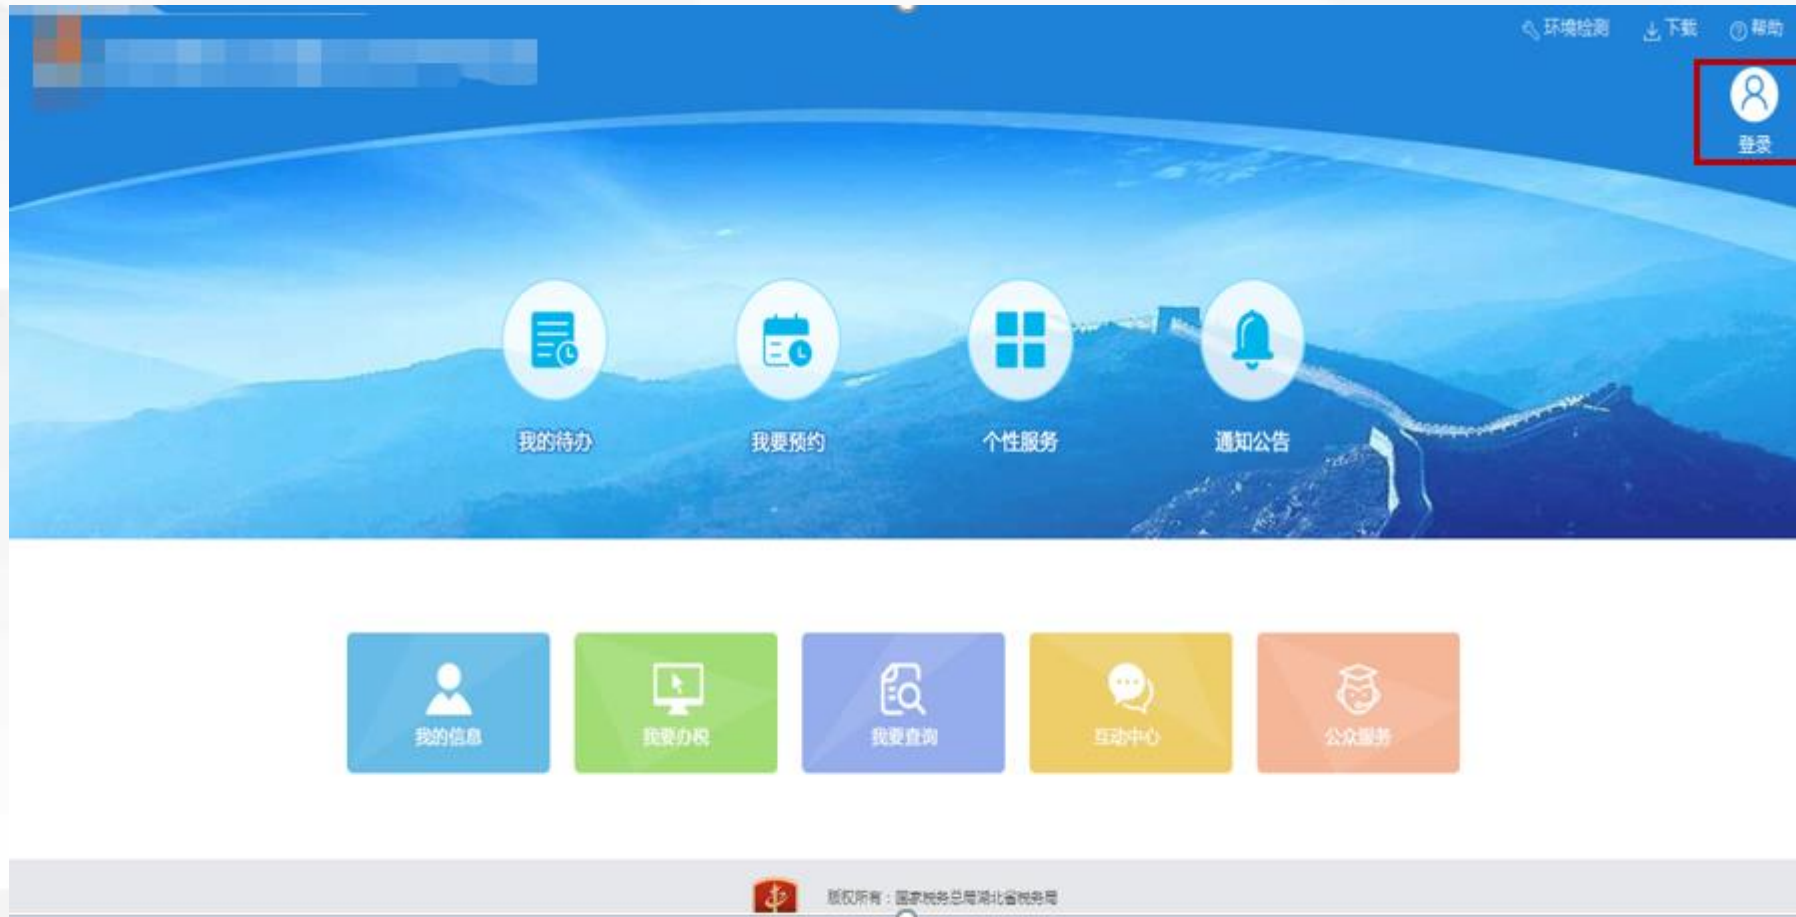 环境检测 下载 帮助
登录
我的待办 我要预约 个性服务 通知公告
我的信息 我要办税 我要查询 互动中心 公众服务
版权所有：国家税务总局湖北省税务局